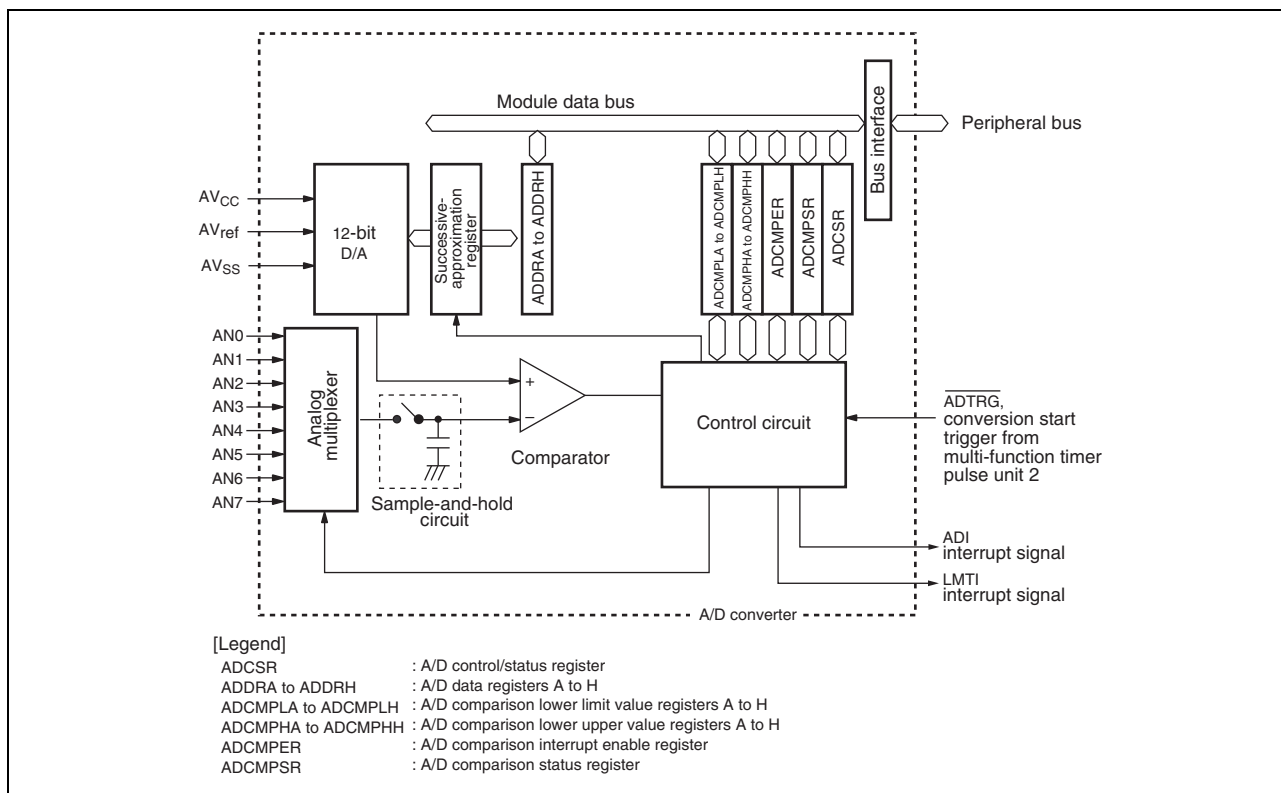 Module data bus
Bus interface
Peripheral bus
AVCC
AVref
AVSS
12-bit
D/A
Successive-
approximation
register
ADDRA to ADDRH
ADCMPLA to ADCMPLH
ADCMPHA to ADCMPHH
ADCMPER
ADCMPSR
ADCSR
AN0
AN1
AN2
AN3
AN4
AN5
AN6
AN7
Analog
multiplexer
+
−
Comparator
Sample-and-hold
circuit
Control circuit
ADTRG,
conversion start
trigger from
multi-function timer
pulse unit 2
ADI
interrupt signal
LMTI
interrupt signal
A/D converter
[Legend]
ADCSR : A/D control/status register
ADDRA to ADDRH : A/D data registers A to H
ADCMPLA to ADCMPLH : A/D comparison lower limit value registers A to H
ADCMPHA to ADCMPHH : A/D comparison lower upper value registers A to H
ADCMPER : A/D comparison interrupt enable register
ADCMPSR : A/D comparison status register